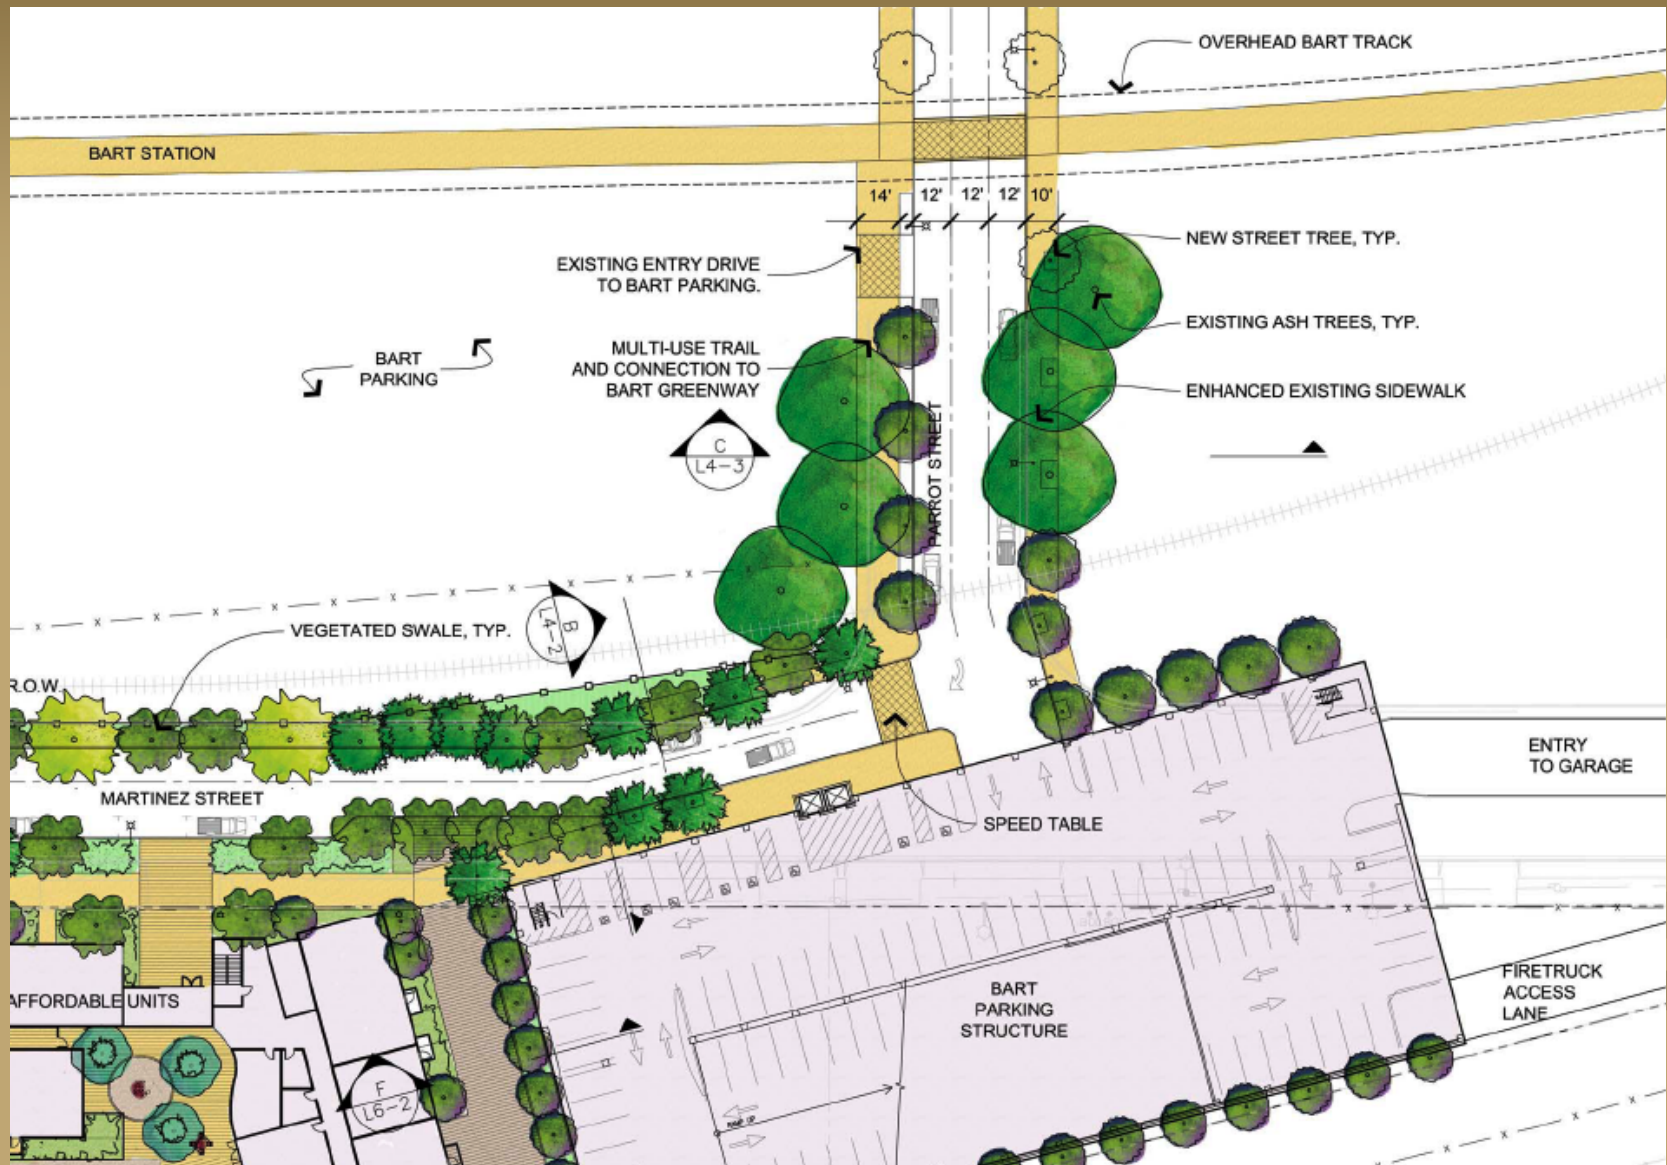 OVERHEAD BART TRACK
BART STATION
14' 12' 12' 12' 10'
NEW STREET TREE, TYP.
EXISTING ENTRY DRIVE
TO BART PARKING.
EXISTING ASH TREES, TYP.
MULTI-USE TRAIL
AND CONNECTION TO
BART GREENWAY
BART
PARKING
ENHANCED EXISTING SIDEWALK
PARROT STREET
C
L4-3
B
L4-2
VEGETATED SWALE, TYP.
R.O.W.
ENTRY
TO GARAGE
MARTINEZ STREET
SPEED TABLE
AFFORDABLE UNITS
BART
PARKING
STRUCTURE
FIRETRUCK
ACCESS
LANE
F
L6-2
RAMP UP